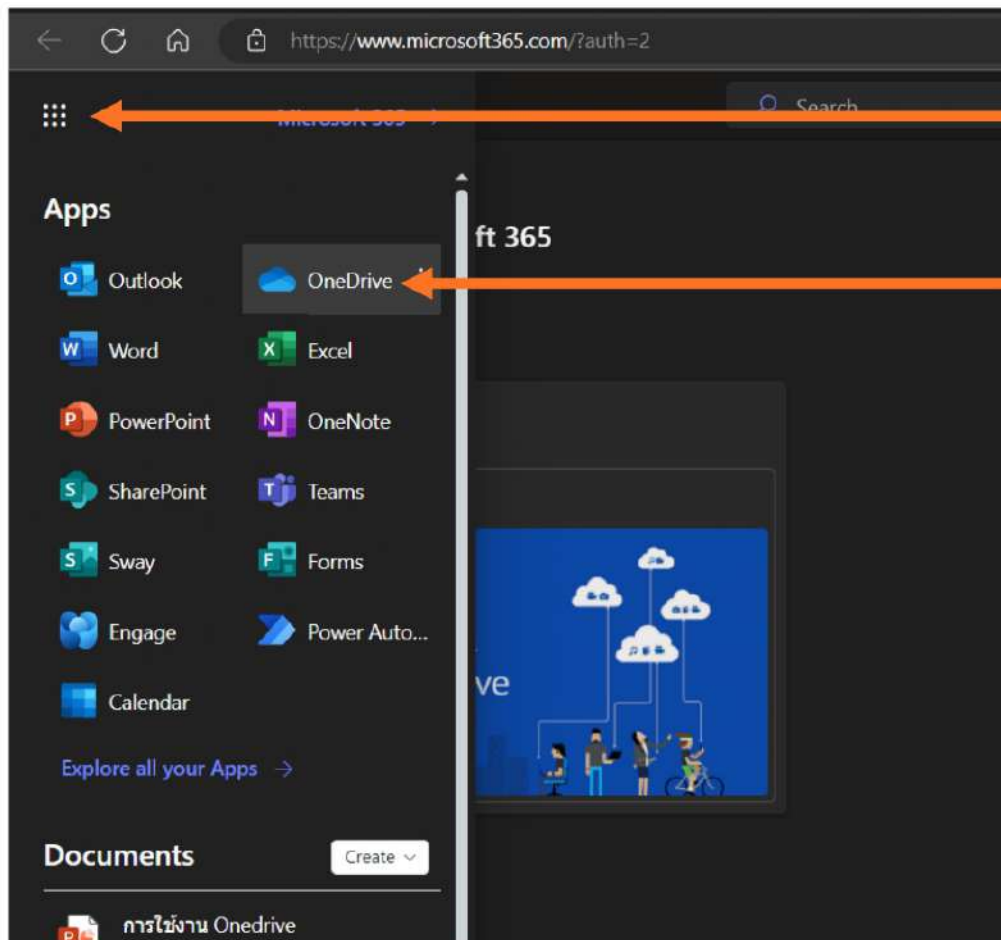 https://www.microsoft365.com/?auth=2
Microsoft 365 →
Search
Apps
ft 365
Outlook
OneDrive
Word
Excel
PowerPoint
OneNote
SharePoint
Teams
Sway
Forms
Engage
Power Auto...
Calendar
ve
Explore all your Apps →
Documents
Create
การใช้งาน Onedrive